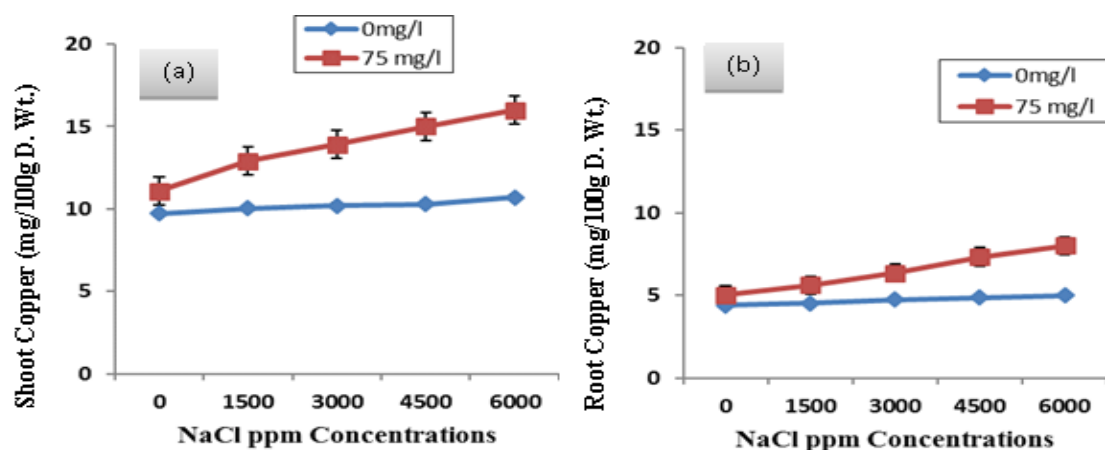 0mg/l
75 mg/l
(a)
20
15
10
5
0
Shoot Copper (mg/100g D. Wt.)
0 1500 3000 4500 6000
NaCl ppm Concentrations
0mg/l
75 mg/l
(b)
20
15
10
5
0
Root Copper (mg/100g D. Wt.)
0 1500 3000 4500 6000
NaCl ppm Concentrations